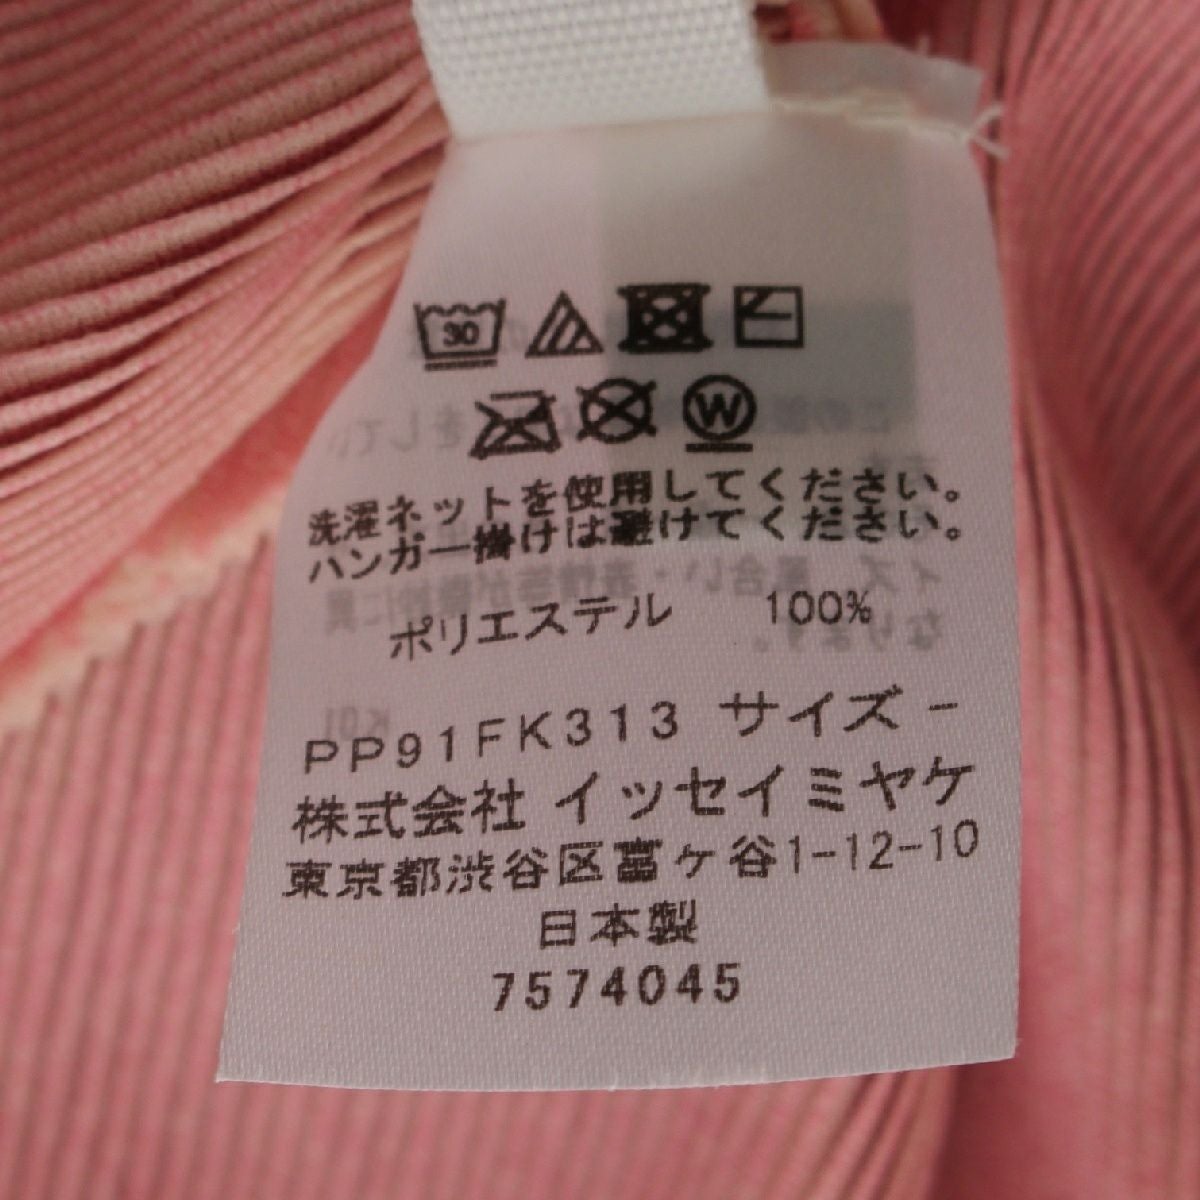 30
W
洗濯ネットを使用してください。
ハンガー掛けは避けてください。
ポリエステル 100%
PP91FK313 サイズ -
株式会社 イッセイミヤケ
東京都渋谷区富ヶ谷1-12-10
日本製
7574045